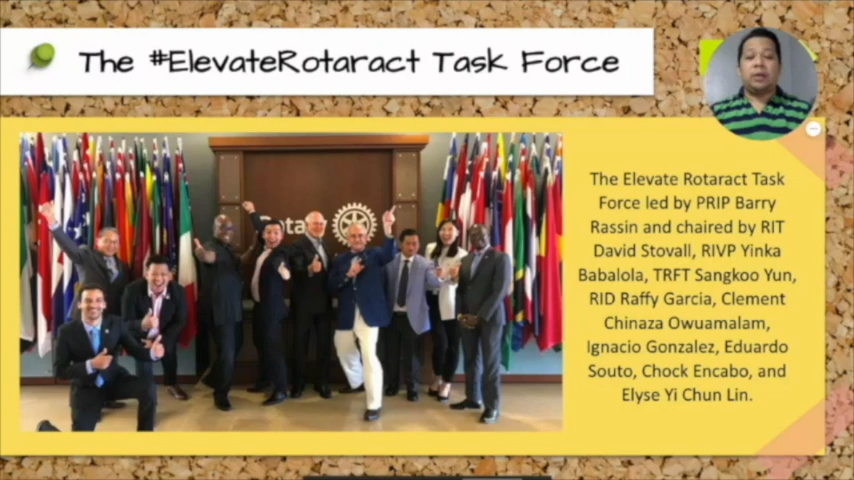 The #ElevateRotaract Task Force
Rotary
The Elevate Rotaract Task
Force led by PRIP Barry
Rassin and chaired by RIT
David Stovall, RIVP Yinka
Babalola, TRFT Sangkoo Yun,
RID Raffy Garcia, Clement
Chinaza Owuamalam,
Ignacio Gonzalez, Eduardo
Souto, Chock Encabo, and
Elyse Yi Chun Lin.